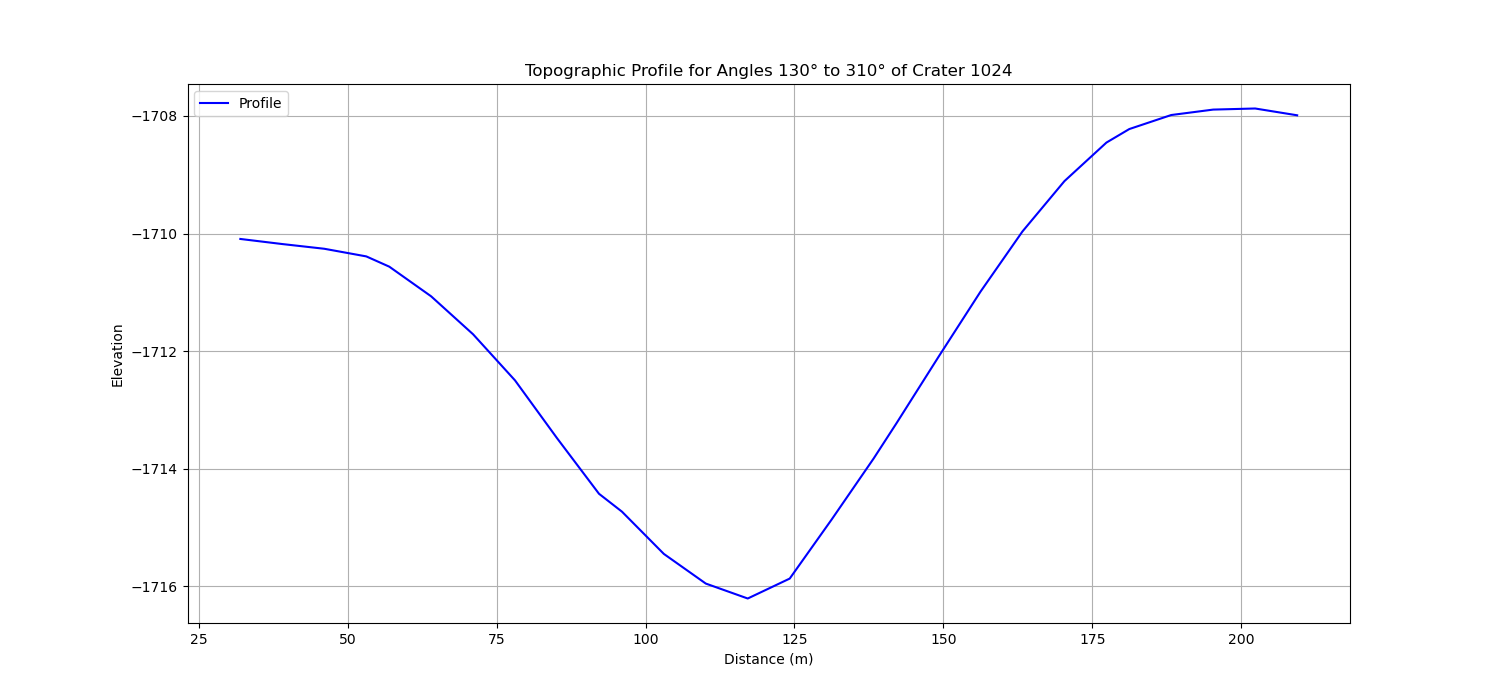 Topographic Profile for Angles 130° to 310° of Crater 1024
Profile
−1708
−1710
−1712
−1714
−1716
Elevation
25 50 75 100 125 150 175 200
Distance (m)